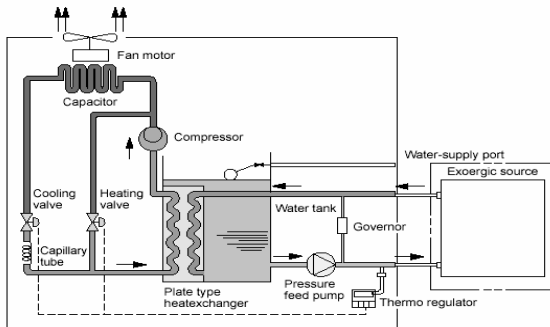 Fan motor
Capacitor
Compressor
Water-supply port
Exoergic source
Cooling
valve
Heating
valve
Water tank
Governor
Capillary
tube
Pressure
feed pump
Plate type
heatexchanger
Thermo regulator